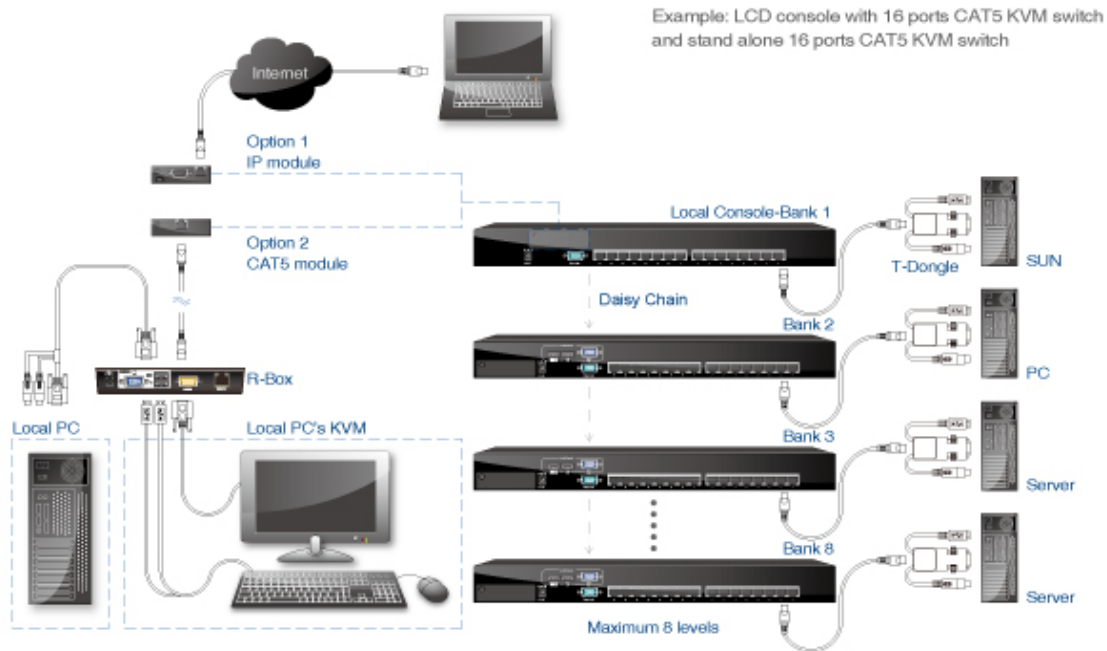 Example: LCD console with 16 ports CAT5 KVM switch
and stand alone 16 ports CAT5 KVM switch
Internet
Option 1
IP module
Option 2
CAT5 module
Local Console-Bank 1
T-Dongle
SUN
Daisy Chain
Bank 2
PC
R-Box
Local PC
Local PC's KVM
Bank 3
Server
Bank 8
Server
Maximum 8 levels